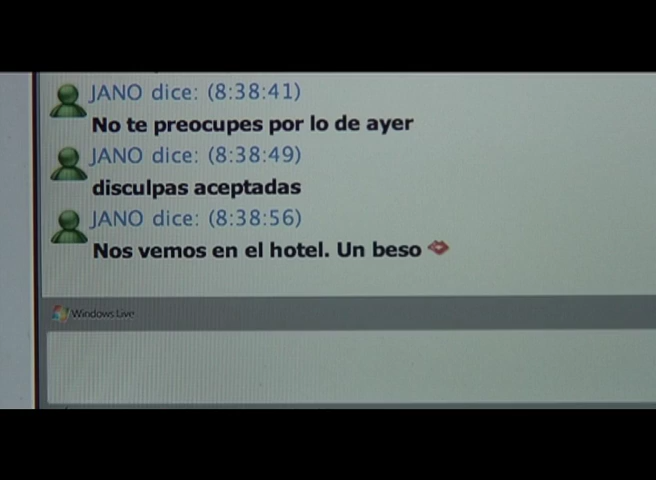 JANO dice: (8:38:41)
No te preocupes por lo de ayer
JANO dice: (8:38:49)
disculpas aceptadas
JANO dice: (8:38:56)
Nos vemos en el hotel. Un beso
Windows Live